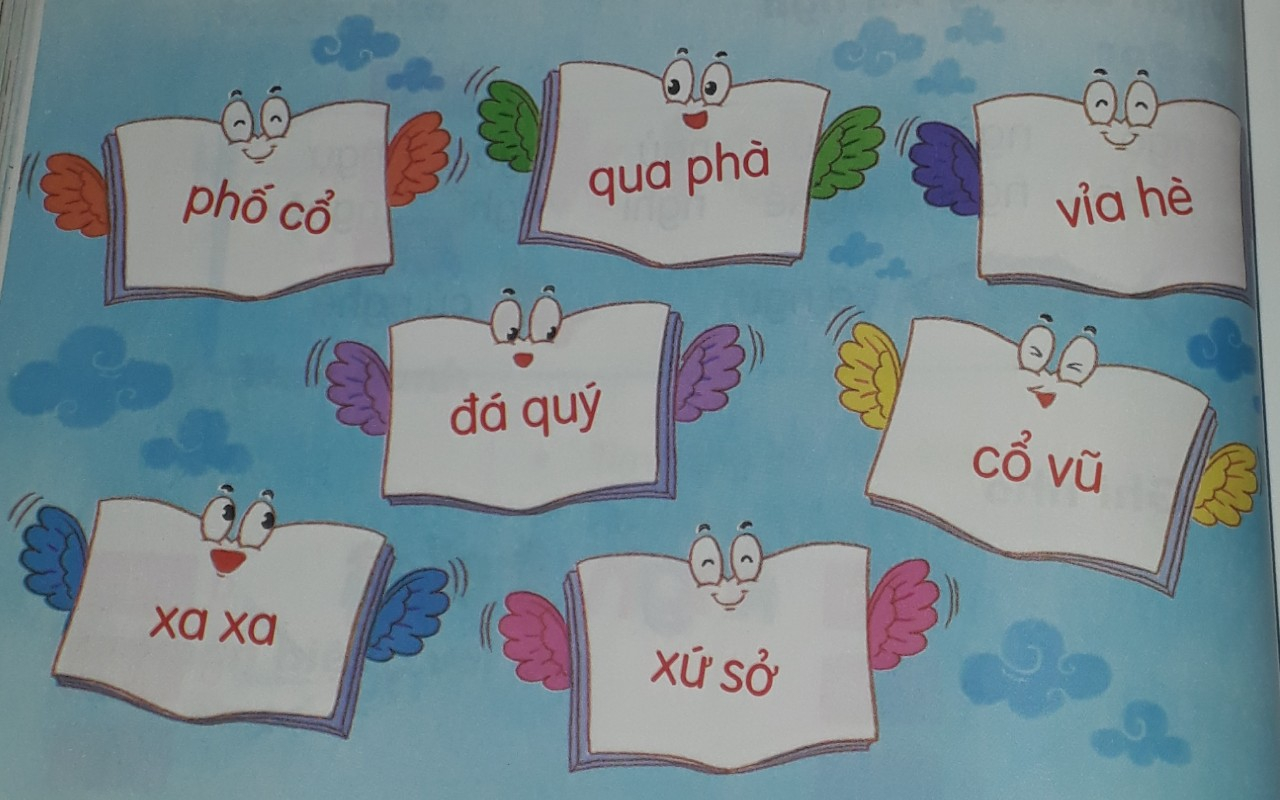 phố cổ
qua phà
vỉa hè
đá quý
cổ vũ
xa xa
xứ sở